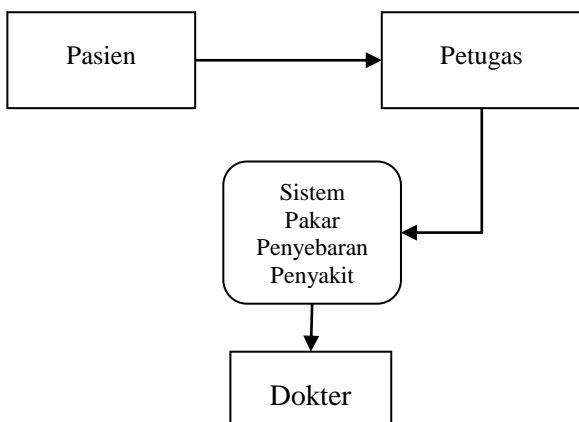 Pasien
Petugas
Sistem
Pakar
Penyebaran
Penyakit
Dokter